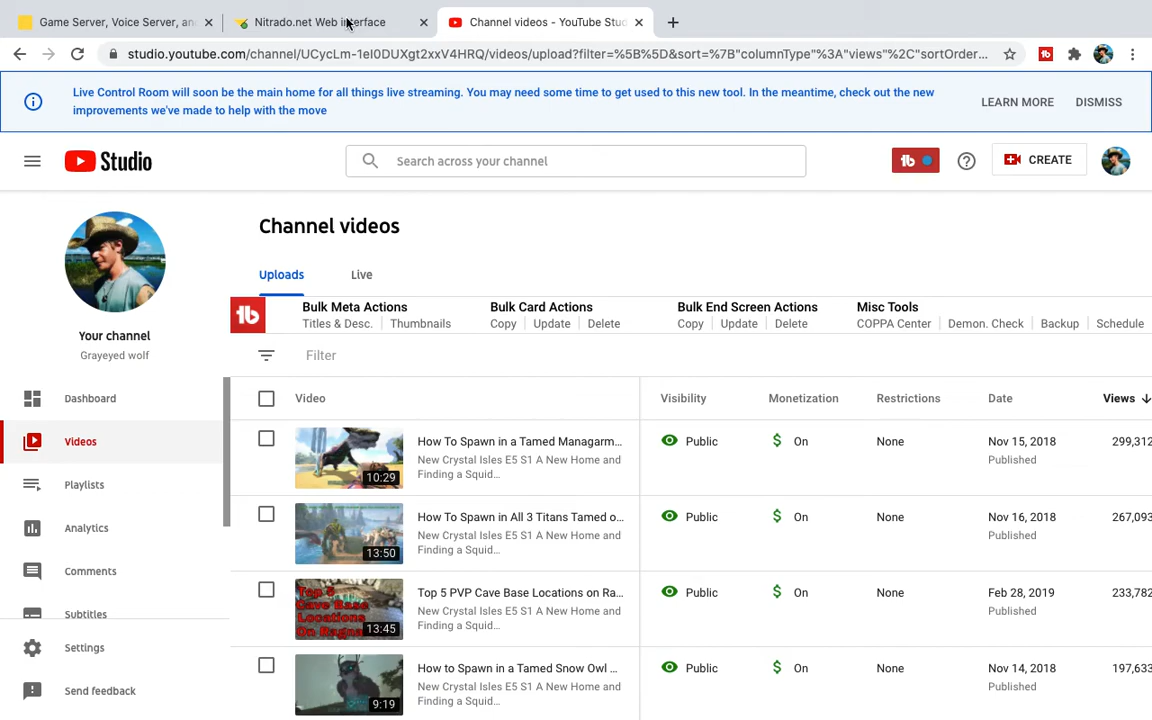 Game Server, Voice Server, an
Nitrado.net Web interface
Channel videos - YouTube Stu
studio.youtube.com/channel/UCycLm-1eI0DUXgt2xxV4HRQ/videos/upload?filter=%5B%5D&sort=%7B"columnType"%3A"views"%2C"sortOrder...
Live Control Room will soon be the main home for all things live streaming. You may need some time to get used to this new tool. In the meantime, check out the new
improvements we've made to help with the move
LEARN MORE
DISMISS
Studio
Search across your channel
CREATE
Channel videos
Uploads
Live
Bulk Meta Actions
Bulk Card Actions
Bulk End Screen Actions
Misc Tools
Titles & Desc. | Thumbnails
Copy | Update | Delete
Copy | Update | Delete
COPPA Center | Demon. Check | Backup | Schedule
Your channel
Grayeyed wolf
Filter
Video
Visibility
Monetization
Restrictions
Date
Views
Dashboard
Videos
Playlists
Analytics
Comments
Subtitles
Settings
Send feedback
10:29
How To Spawn in a Tamed Managarm...
New Crystal Isles E5 S1 A New Home and
Finding a Squid...
Public
On
None
Nov 15, 2018
Published
299,312
13:50
How To Spawn in All 3 Titans Tamed o...
New Crystal Isles E5 S1 A New Home and
Finding a Squid...
Public
On
None
Nov 16, 2018
Published
267,093
Top 5
Cave Base
Locations
On Ragna
13:45
Top 5 PVP Cave Base Locations on Ra...
New Crystal Isles E5 S1 A New Home and
Finding a Squid...
Public
On
None
Feb 28, 2019
Published
233,782
9:19
How to Spawn in a Tamed Snow Owl ...
New Crystal Isles E5 S1 A New Home and
Finding a Squid...
Public
On
None
Nov 14, 2018
Published
197,633